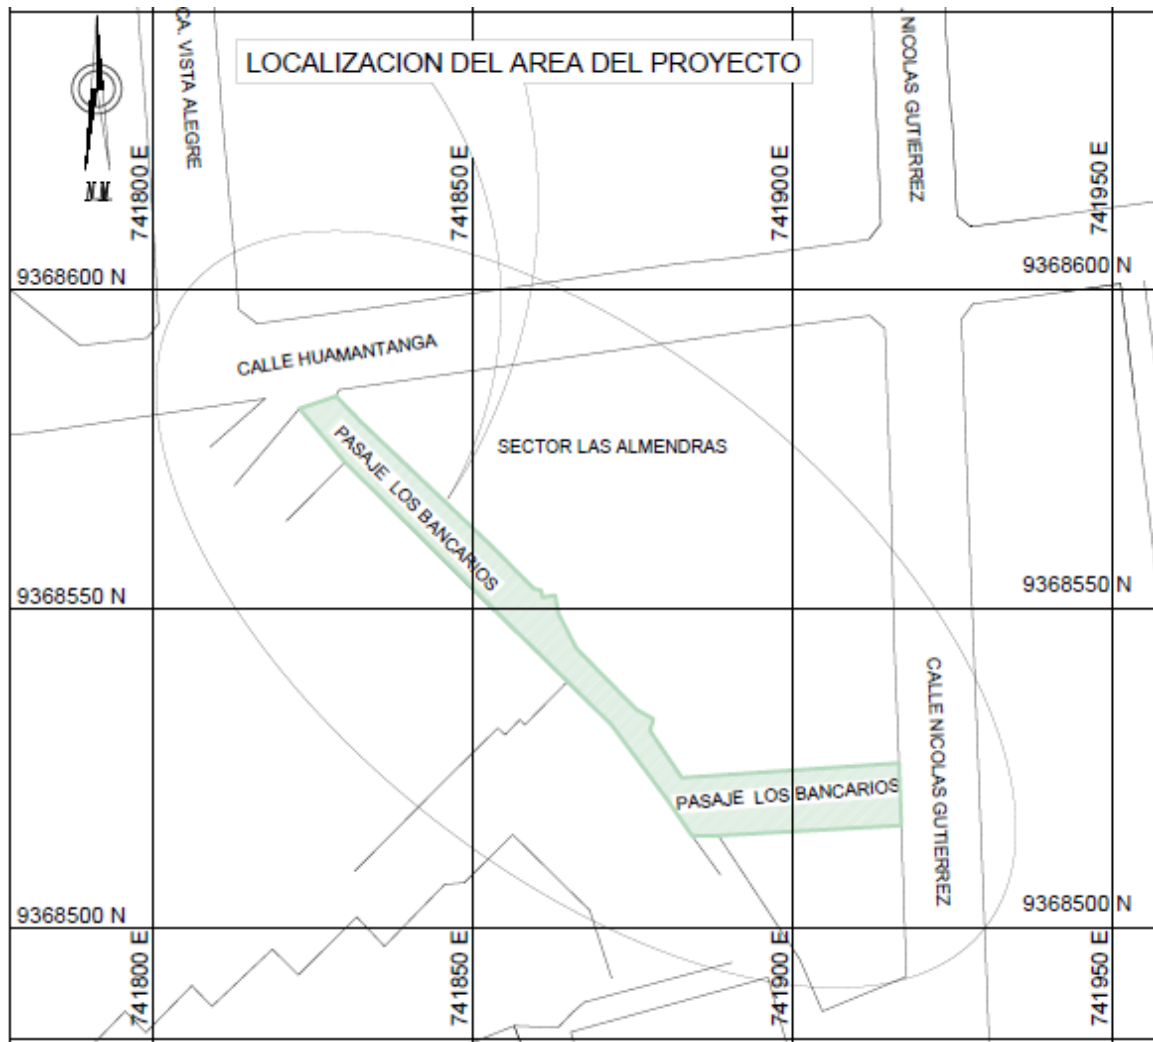 LOCALIZACION DEL AREA DEL PROYECTO
CA. VISTA ALEGRE
NICOLAS GUTIERREZ
N.M.
741800 E
741850 E
741900 E
741950 E
9368600 N
9368600 N
CALLE HUAMANTANGA
SECTOR LAS ALMENDRAS
PASAJE LOS BANCARIOS
9368550 N
9368550 N
CALLE NICOLAS GUTIERREZ
PASAJE LOS BANCARIOS
9368500 N
9368500 N
741800 E
741850 E
741900 E
741950 E